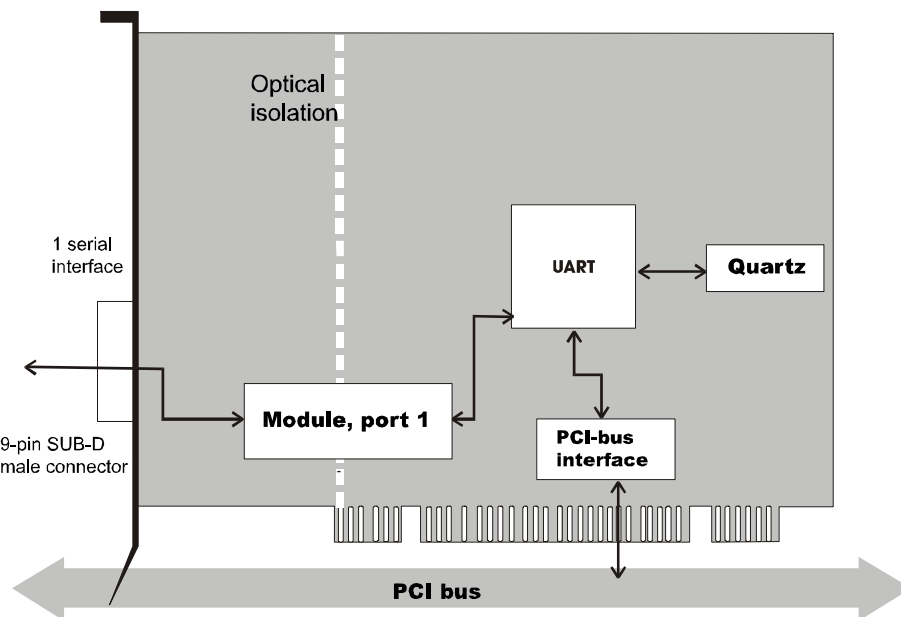 Optical
isolation
1 serial
interface
UART
Quartz
Module, port 1
PCI-bus
interface
9-pin SUB-D
male connector
PCI bus